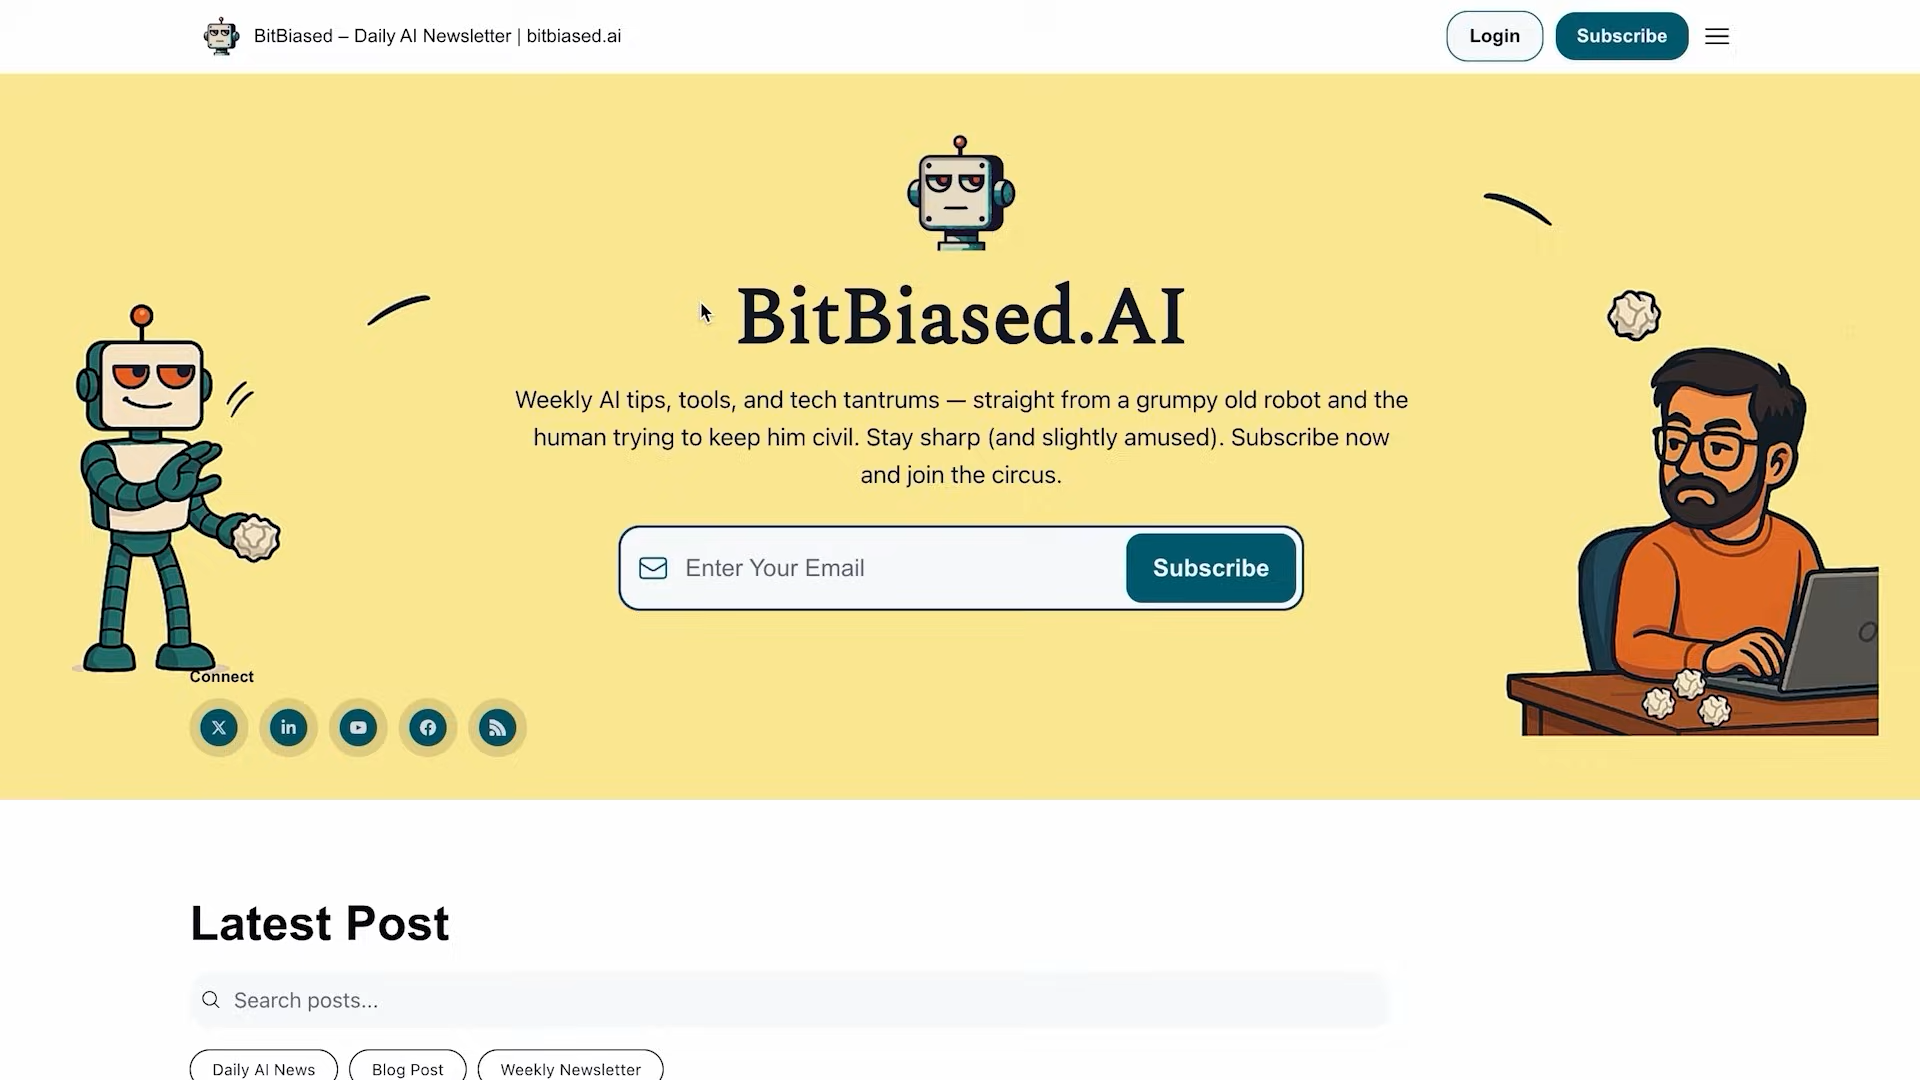 BitBiased – Daily AI Newsletter | bitbiased.ai
Login
Subscribe
BitBiased.AI
Weekly AI tips, tools, and tech tantrums — straight from a grumpy old robot and the
human trying to keep him civil. Stay sharp (and slightly amused). Subscribe now
and join the circus.
Enter Your Email
Subscribe
Connect
Latest Post
Search posts...
Daily AI News
Blog Post
Weekly Newsletter